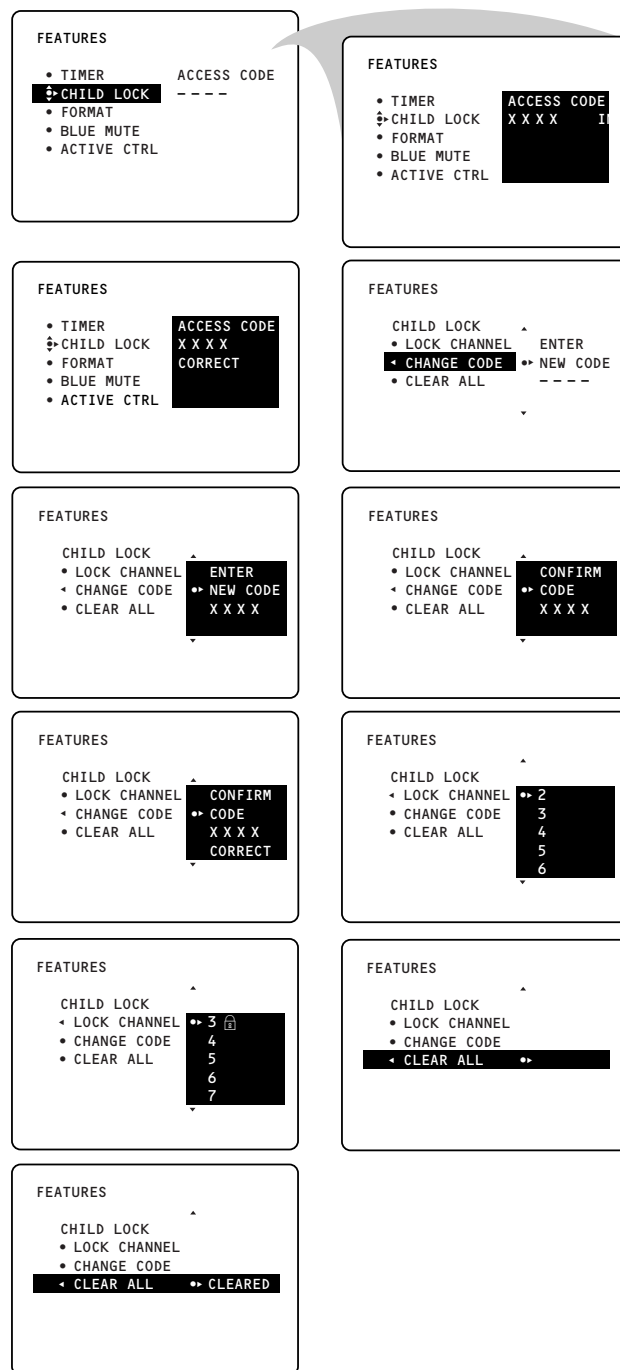 FEATURES
• TIMER ACCESS CODE
CHILD LOCK – – – –
• FORMAT
• BLUE MUTE
• ACTIVE CTRL
FEATURES
• TIMER ACCESS CODE
CHILD LOCK X X X X
• FORMAT
• BLUE MUTE
• ACTIVE CTRL
FEATURES
• TIMER ACCESS CODE
CHILD LOCK X X X X
• FORMAT CORRECT
• BLUE MUTE
• ACTIVE CTRL
FEATURES
CHILD LOCK
• LOCK CHANNEL ENTER
CHANGE CODE NEW CODE
• CLEAR ALL – – – –
FEATURES
CHILD LOCK
• LOCK CHANNEL ENTER
CHANGE CODE NEW CODE
• CLEAR ALL X X X X
FEATURES
CHILD LOCK
• LOCK CHANNEL CONFIRM
CHANGE CODE CODE
• CLEAR ALL X X X X
FEATURES
CHILD LOCK
• LOCK CHANNEL CONFIRM
CHANGE CODE CODE
• CLEAR ALL X X X X
CORRECT
FEATURES
CHILD LOCK
LOCK CHANNEL 2
• CHANGE CODE 3
• CLEAR ALL 4
5
6
FEATURES
CHILD LOCK
LOCK CHANNEL 3
• CHANGE CODE 4
• CLEAR ALL 5
6
7
FEATURES
CHILD LOCK
• LOCK CHANNEL
• CHANGE CODE
CLEAR ALL
FEATURES
CHILD LOCK
• LOCK CHANNEL
• CHANGE CODE
CLEAR ALL CLEARED